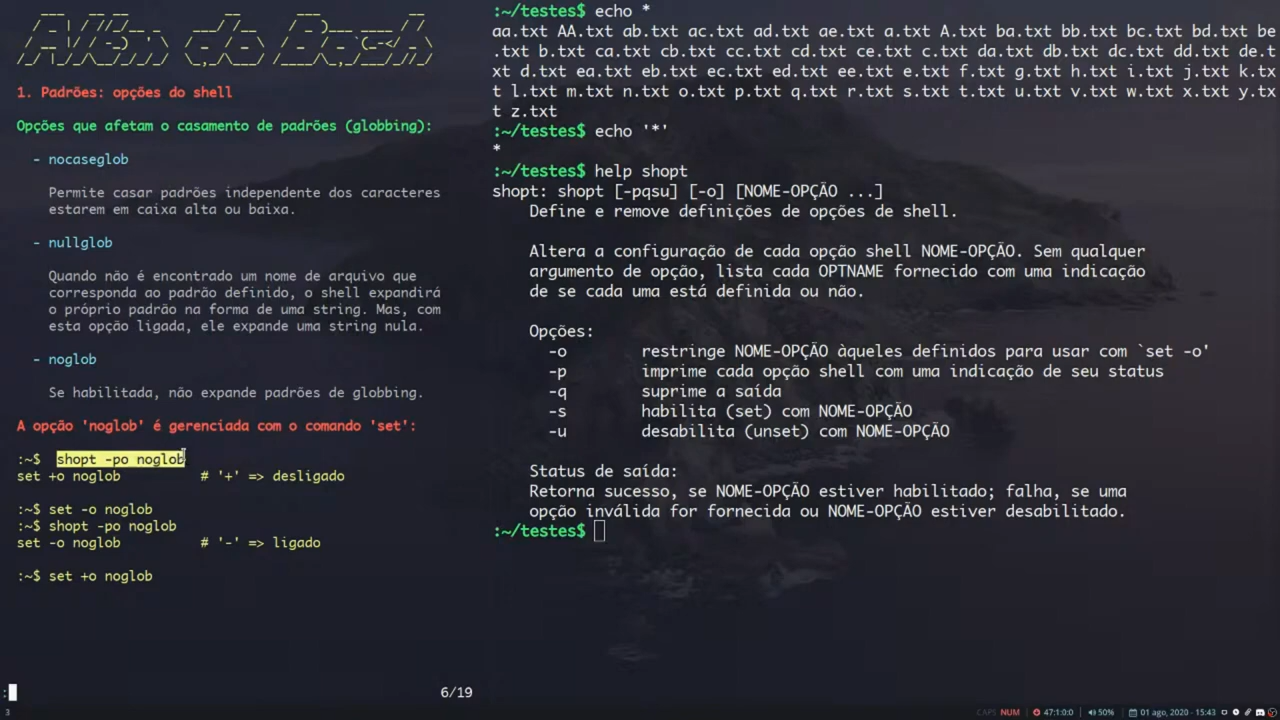 Além do Bash
1. Padrões: opções do shell
Opções que afetam o casamento de padrões (globbing):
- nocaseglob
Permite casar padrões independente dos caracteres
estarem em caixa alta ou baixa.
- nullglob
Quando não é encontrado um nome de arquivo que
corresponda ao padrão definido, o shell expandirá
o próprio padrão na forma de uma string. Mas, com
esta opção ligada, ele expande uma string nula.
- noglob
Se habilitada, não expande padrões de globbing.
A opção 'noglob' é gerenciada com o comando 'set':
:~$ shopt -po noglob
set +o noglob # '+' => desligado
:~$ set -o noglob
:~$ shopt -po noglob
set -o noglob # '-' => ligado
:~$ set +o noglob
:
6/19
3
:~/testes$ echo *
aa.txt AA.txt ab.txt ac.txt ad.txt ae.txt a.txt A.txt ba.txt bb.txt bc.txt bd.txt be
.txt b.txt ca.txt cb.txt cc.txt cd.txt ce.txt c.txt da.txt db.txt dc.txt dd.txt de.t
xt d.txt ea.txt eb.txt ec.txt ed.txt ee.txt e.txt f.txt g.txt h.txt i.txt j.txt k.tx
t l.txt m.txt n.txt o.txt p.txt q.txt r.txt s.txt t.txt u.txt v.txt w.txt x.txt y.tx
t z.txt
:~/testes$ echo '*'
*
:~/testes$ help shopt
shopt: shopt [-pqsu] [-o] [NOME-OPÇÃO ...]
Define e remove definições de opções de shell.
Altera a configuração de cada opção shell NOME-OPÇÃO. Sem qualquer
argumento de opção, lista cada OPTNAME fornecido com uma indicação
de se cada uma está definida ou não.
Opções:
-o restringe NOME-OPÇÃO àqueles definidos para usar com `set -o'
-p imprime cada opção shell com uma indicação de seu status
-q suprime a saída
-s habilita (set) com NOME-OPÇÃO
-u desabilita (unset) com NOME-OPÇÃO
Status de saída:
Retorna sucesso, se NOME-OPÇÃO estiver habilitado; falha, se uma
opção inválida for fornecida ou NOME-OPÇÃO estiver desabilitado.
:~/testes$
CAPS NUM 47:1:0:0 50% 01 ago, 2020 - 15:43